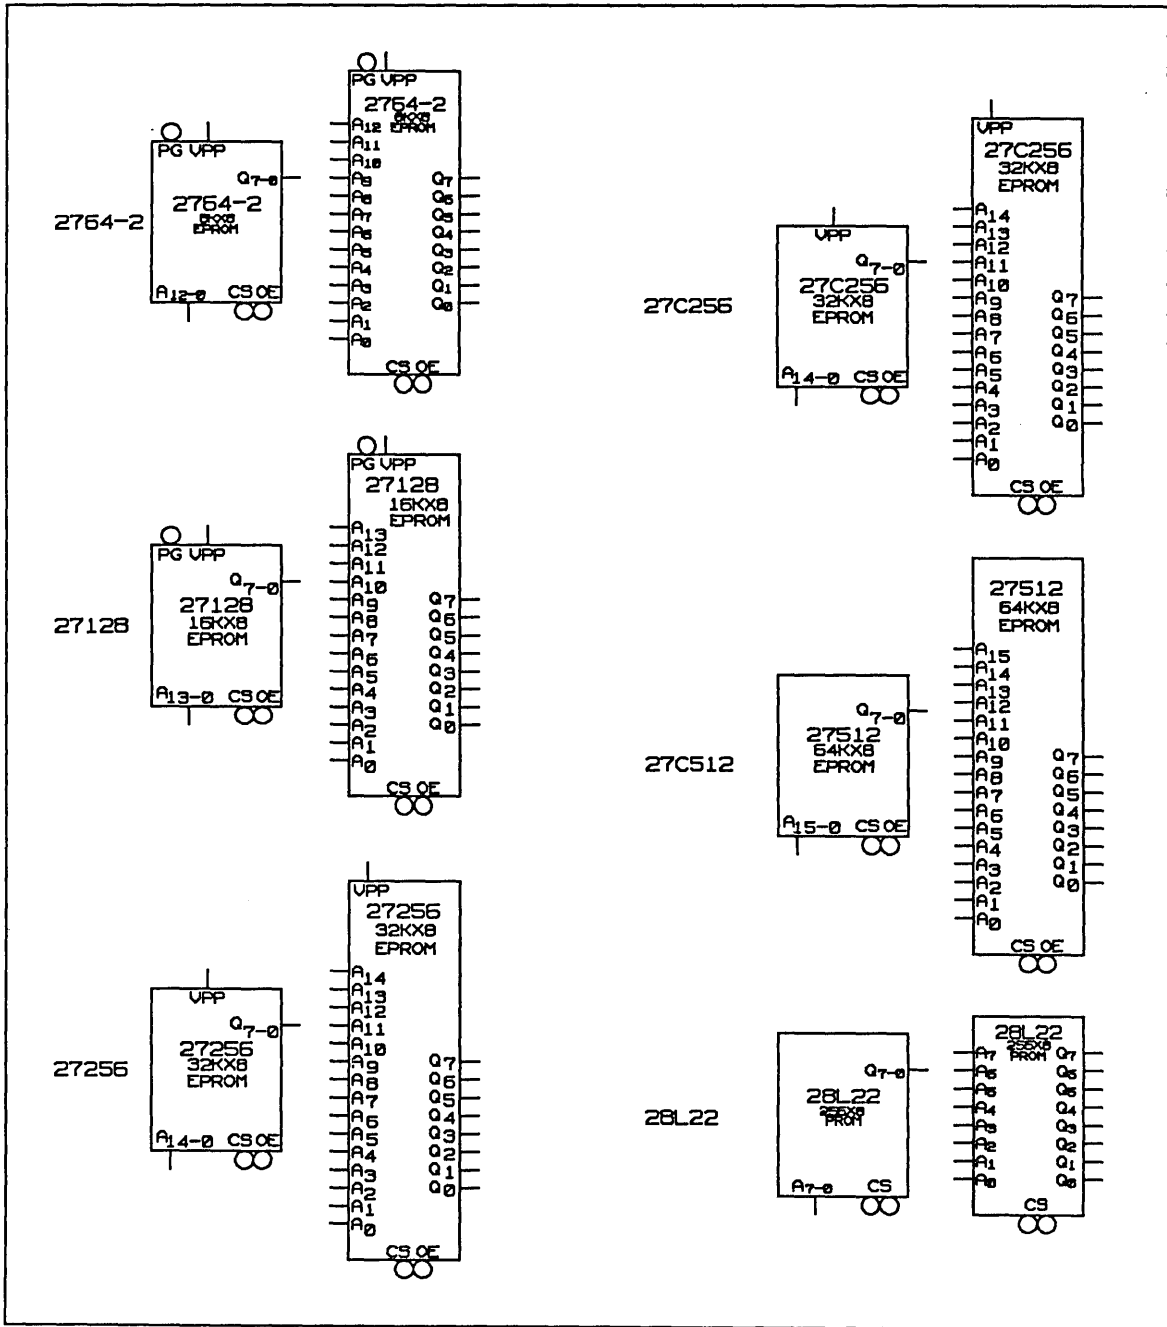 2764-2
PG VPP
Q7-0
2764-2
8KX8
EPROM
A12-0 CS OE
PG VPP
2764-2
8KX8
EPROM
A12
A11
A10
A9 Q7
A8 Q6
A7 Q5
A6 Q4
A5 Q3
A4 Q2
A3 Q1
A2 Q0
A1
A0
CS OE
27128
PG VPP
Q7-0
27128
16KX8
EPROM
A13-0 CS OE
PG VPP
27128
16KX8
EPROM
A13
A12
A11
A10
A9 Q7
A8 Q6
A7 Q5
A6 Q4
A5 Q3
A4 Q2
A3 Q1
A2 Q0
A1
A0
CS OE
27256
VPP
Q7-0
27256
32KX8
EPROM
A14-0 CS OE
VPP
27256
32KX8
EPROM
A14
A13
A12
A11
A10
A9 Q7
A8 Q6
A7 Q5
A6 Q4
A5 Q3
A4 Q2
A3 Q1
A2 Q0
A1
A0
CS OE
27C256
VPP
Q7-0
27C256
32KX8
EPROM
A14-0 CS OE
VPP
27C256
32KX8
EPROM
A14
A13
A12
A11
A10
A9 Q7
A8 Q6
A7 Q5
A6 Q4
A5 Q3
A4 Q2
A3 Q1
A2 Q0
A1
A0
CS OE
27C512
Q7-0
27512
64KX8
EPROM
A15-0 CS OE
27512
64KX8
EPROM
A15
A14
A13
A12
A11
A10
A9 Q7
A8 Q6
A7 Q5
A6 Q4
A5 Q3
A4 Q2
A3 Q1
A2 Q0
A1
A0
CS OE
28L22
Q7-0
28L22
256X8
PROM
A7-0 CS
28L22
256X8
PROM
A7 Q7
A6 Q6
A5 Q5
A4 Q4
A3 Q3
A2 Q2
A1 Q1
A0 Q0
CS